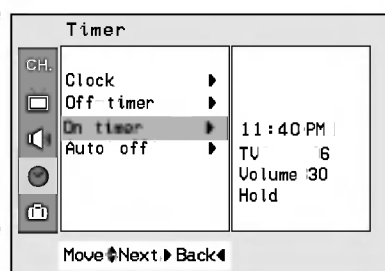 Timer
CH.
Clock
Off timer
On timer
Auto off
11:40 PM
TV 6
Volume 30
Hold
Move Next Back